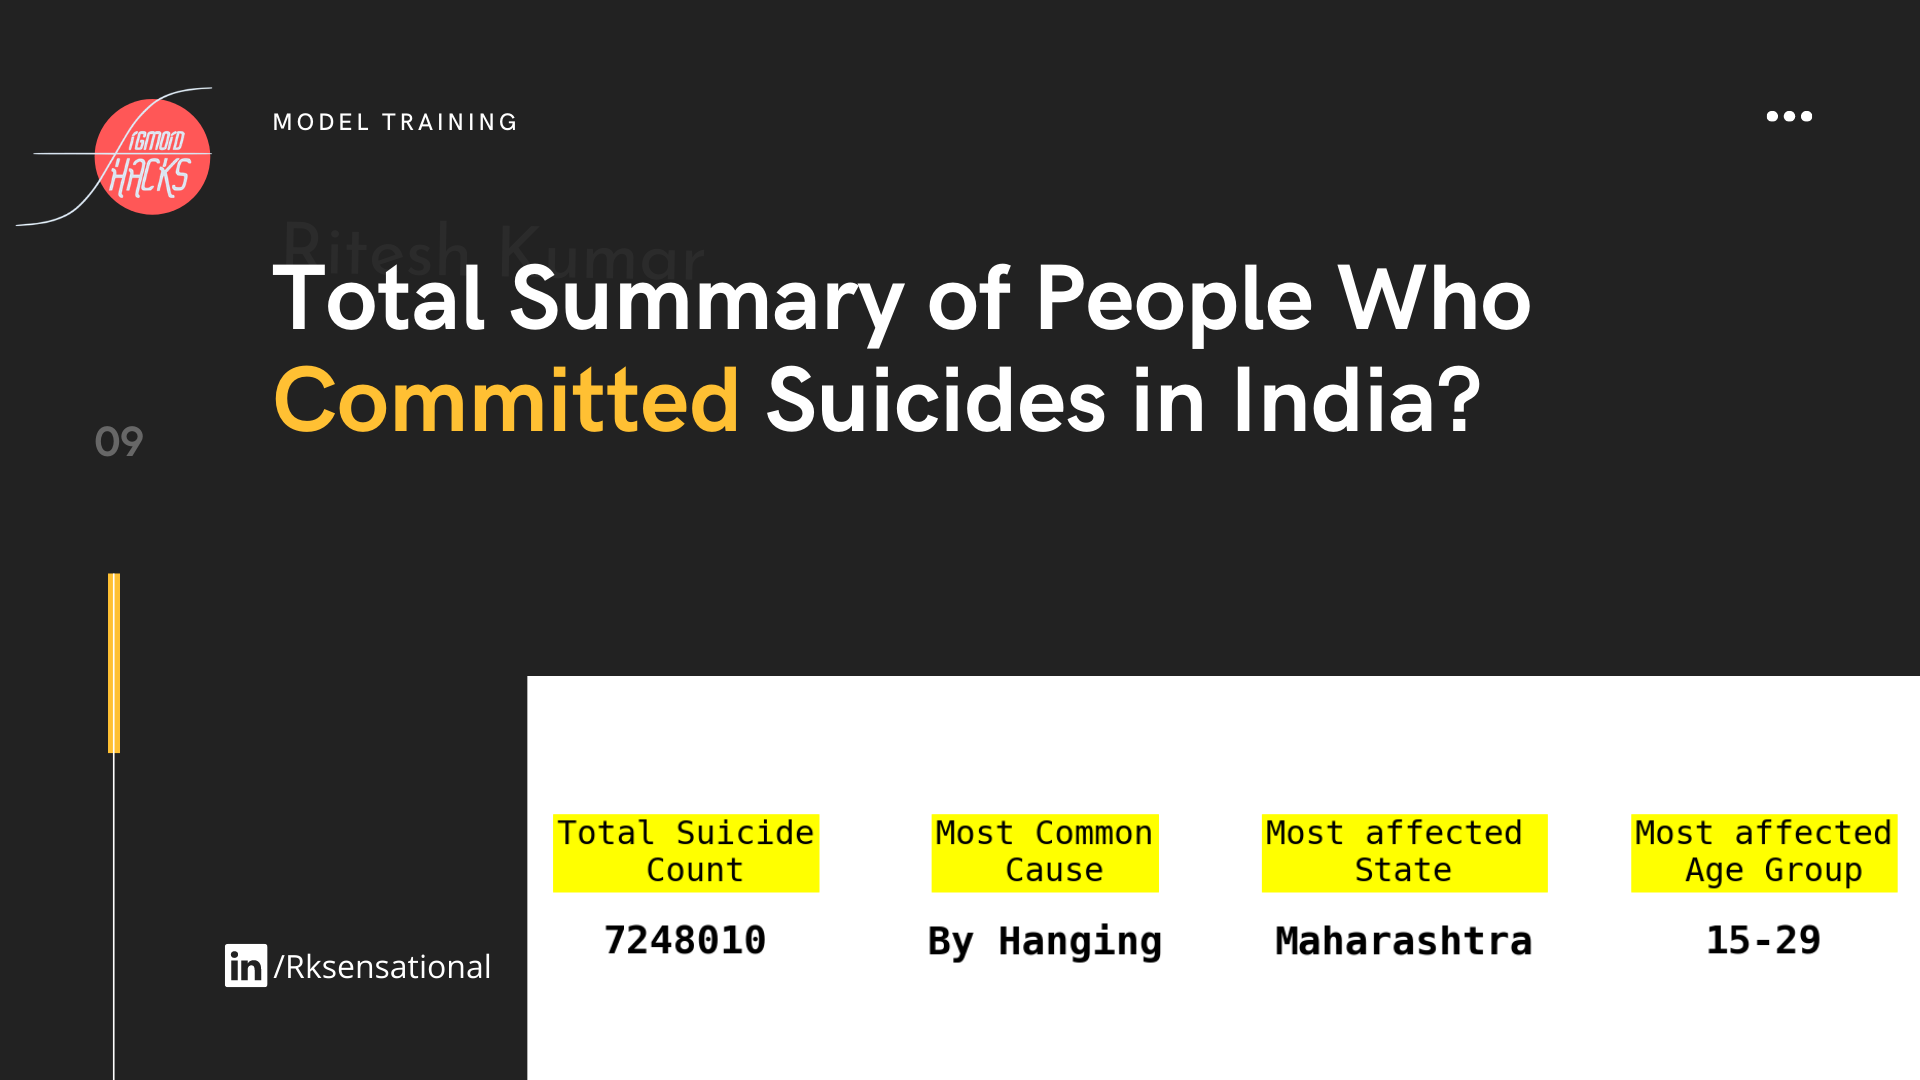 rgmoid
HACKS
MODEL TRAINING
Ritesh Kumar
Total Summary of People Who
Committed Suicides in India?
09
Total Suicide
Count
7248010
Most Common
Cause
By Hanging
Most affected
State
Maharashtra
Most affected
Age Group
15-29
in /Rksensational